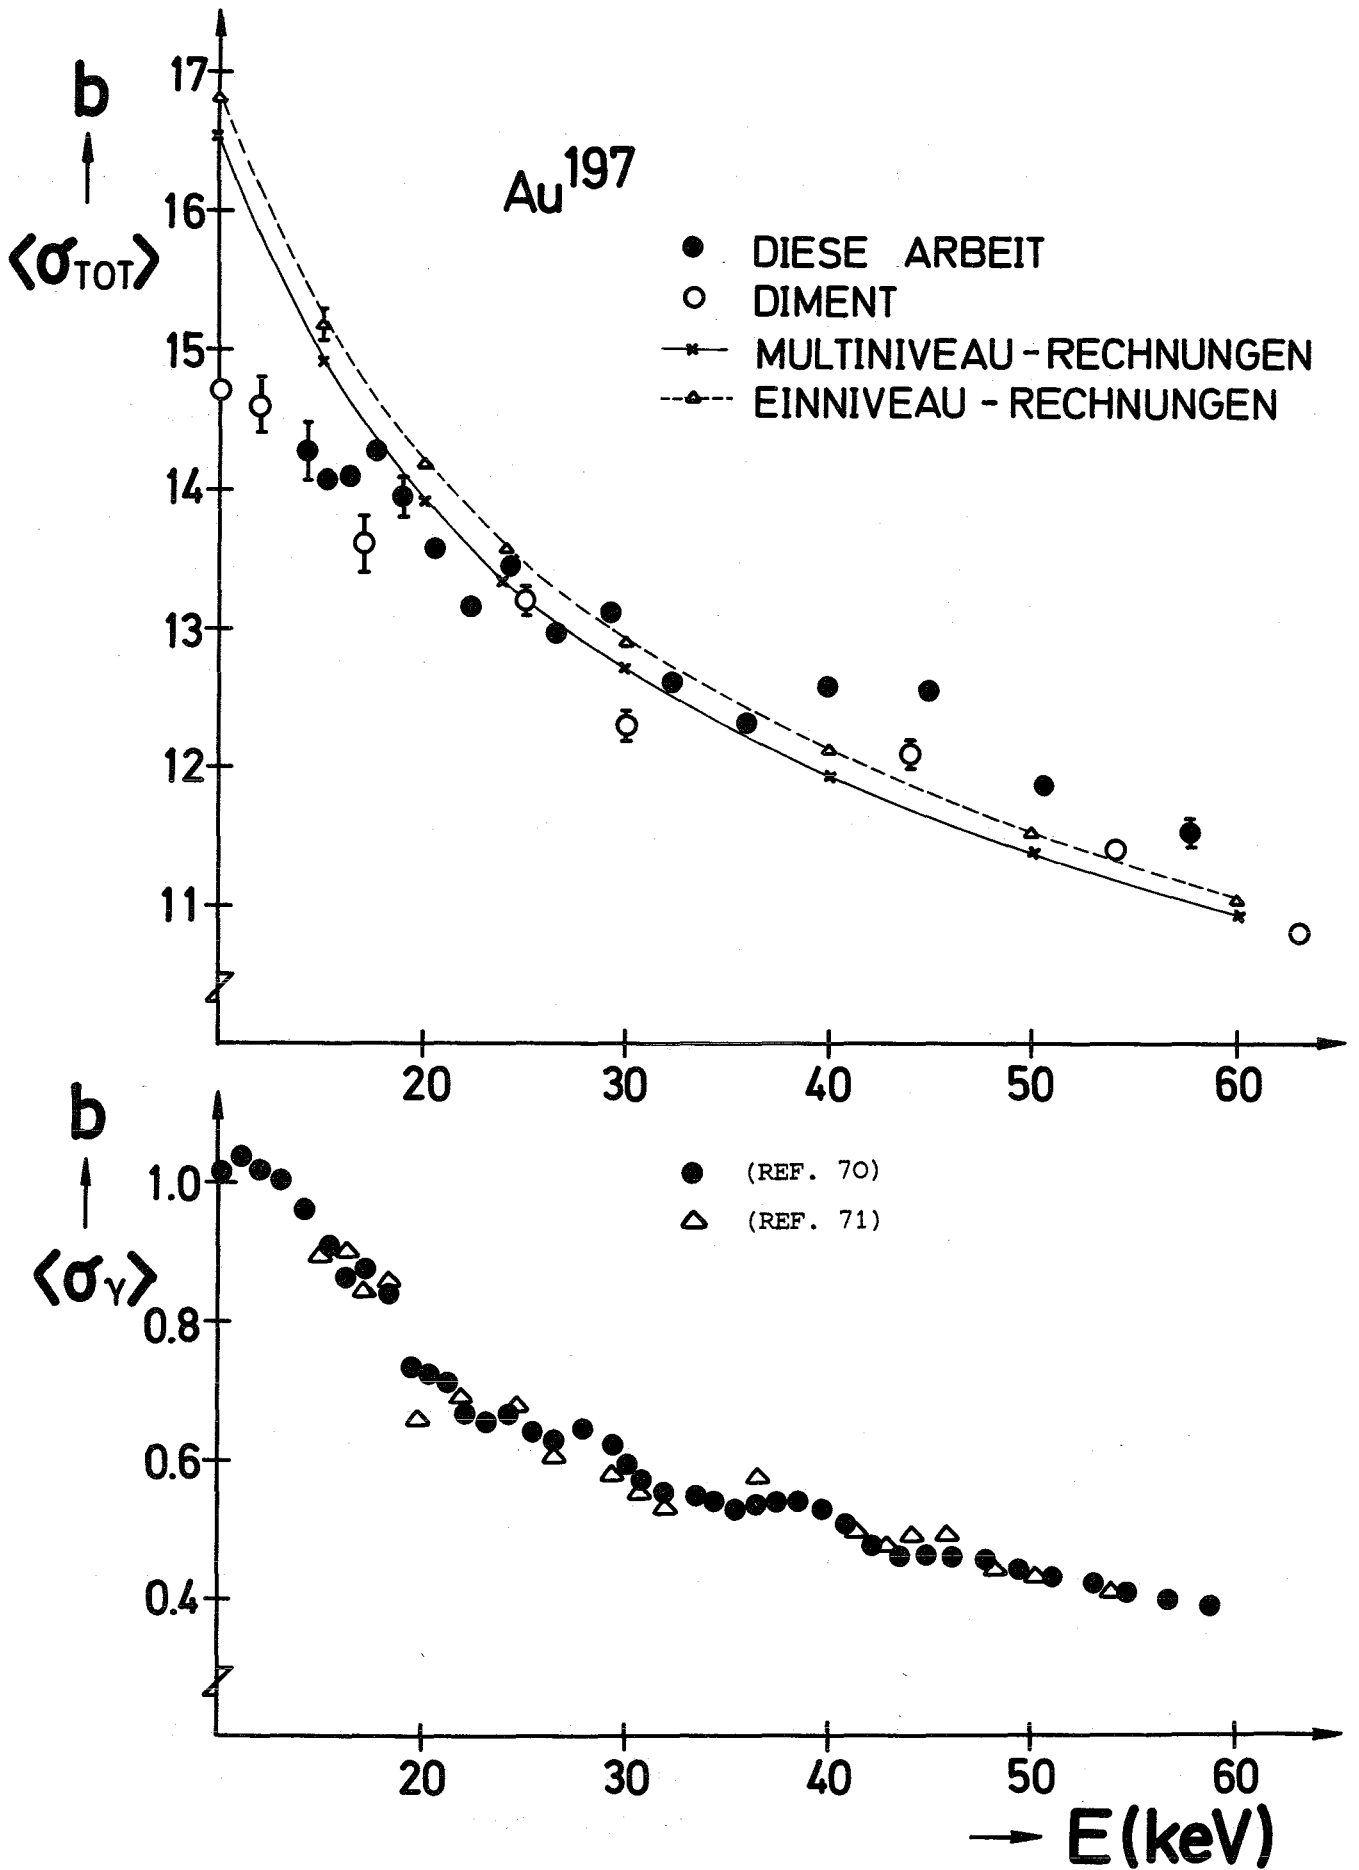 17
b
Au197
16
⟨σTOT⟩
● DIESE ARBEIT
○ DIMENT
15
MULTINIVEAU - RECHNUNGEN
EINNIVEAU - RECHNUNGEN
14
13
12
11
20 30 40 50 60
b
1.0
● (REF. 70)
△ (REF. 71)
⟨σγ⟩
0.8
0.6
0.4
20 30 40 50 60
→ E (keV)